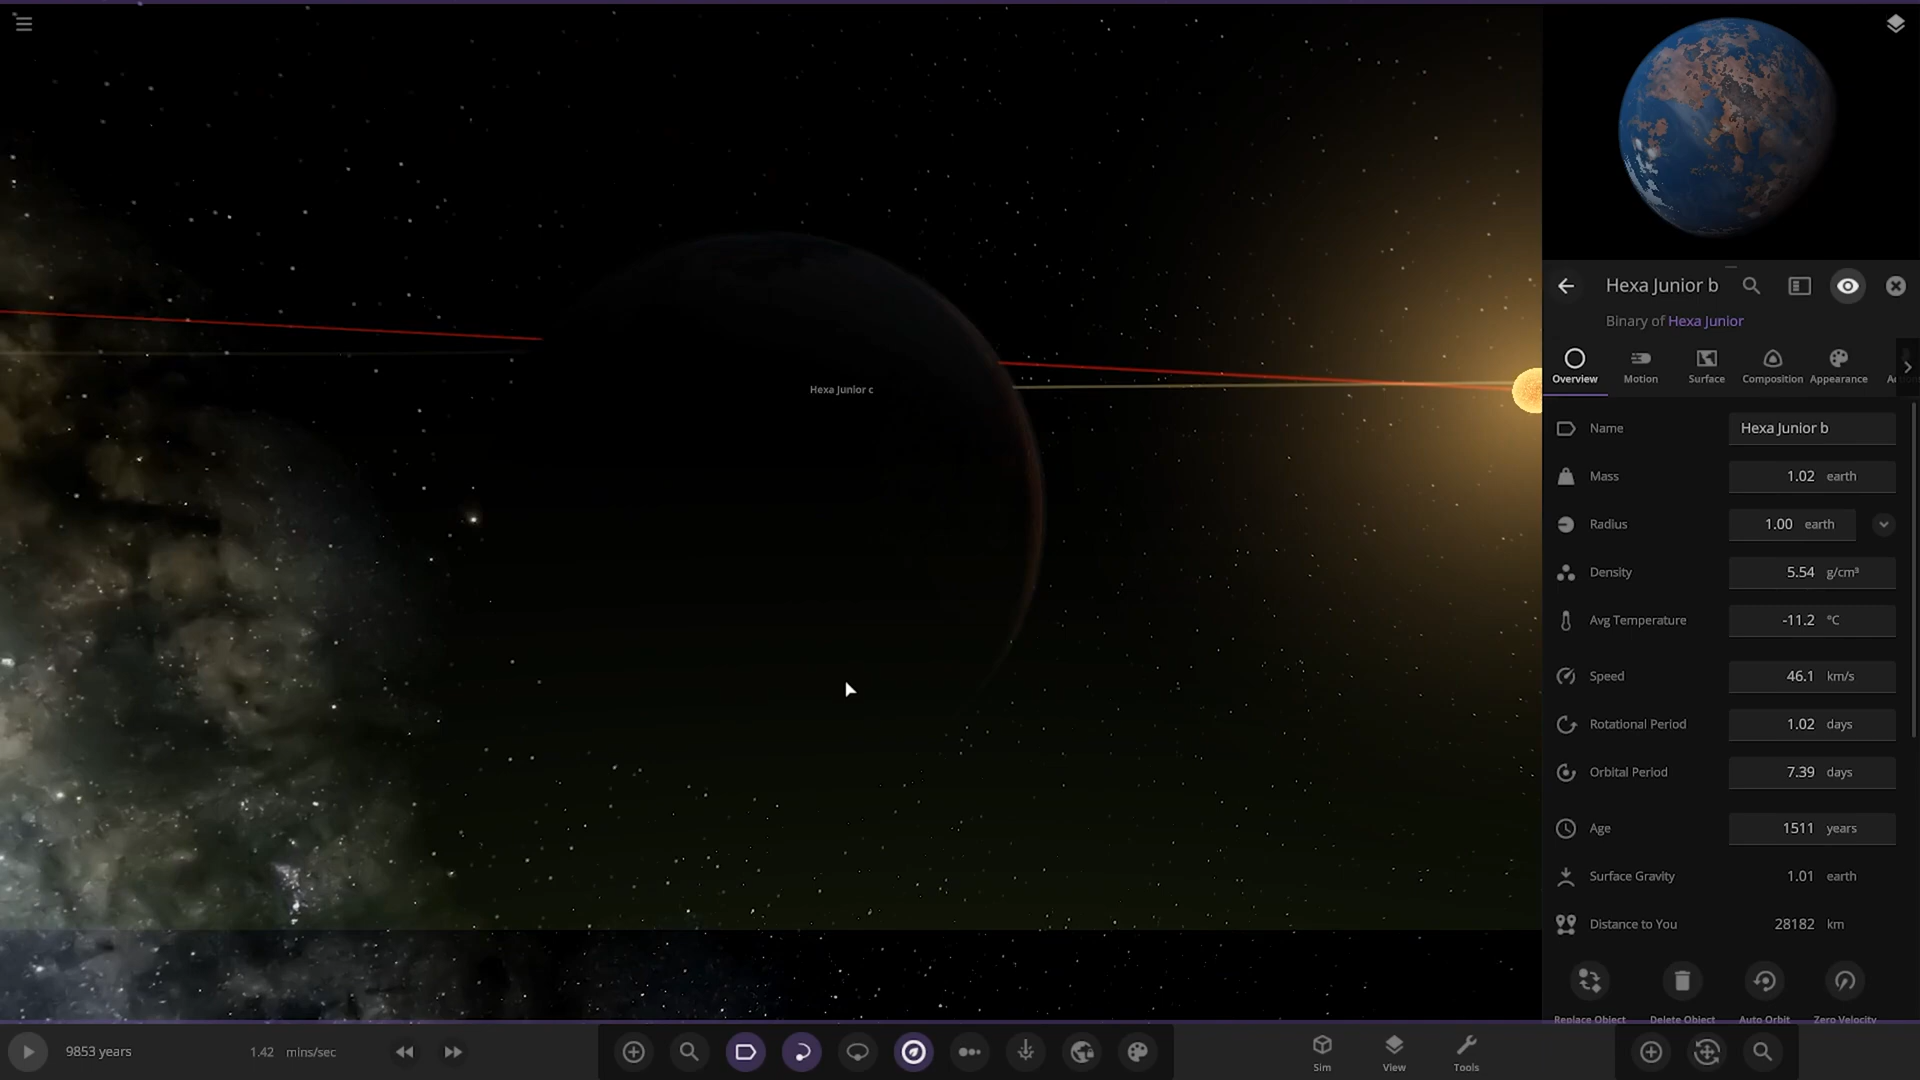 Hexa Junior c
Hexa Junior b
Binary of Hexa Junior
Overview
Motion
Surface
Composition
Appearance
Name Hexa Junior b
Mass 1.02 earth
Radius 1.00 earth
Density 5.54 g/cm³
Avg Temperature -11.2 °C
Speed 46.1 km/s
Rotational Period 1.02 days
Orbital Period 7.39 days
Age 1511 years
Surface Gravity 1.01 earth
Distance to You 28182 km
Replace Object
Delete Object
Auto Orbit
Zero Velocity
9853 years
1.42 mins/sec
Sim
View
Tools